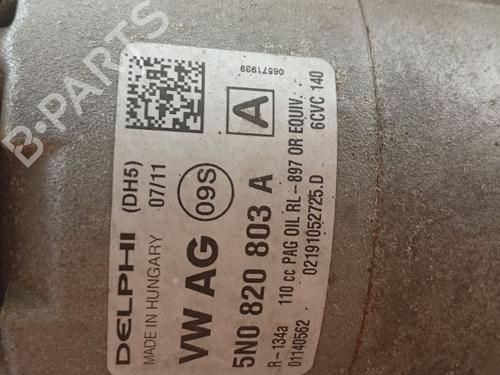 DELPHI (DH5)
MADE IN HUNGARY 07/11
09S
A
06571939
VW AG
5N0 820 803 A
R-134a 110 cc PAG OIL RL-897 OR EQUIV.
01140562 02191052725.D 6CVC 140
B-PARTS